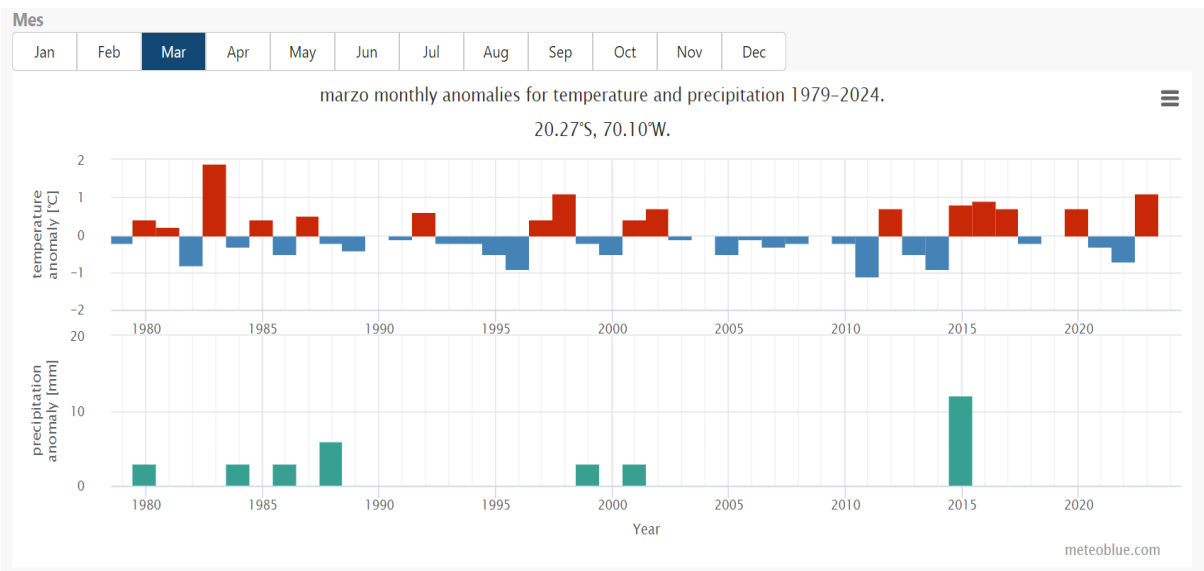 Mes
Jan Feb Mar Apr May Jun Jul Aug Sep Oct Nov Dec
marzo monthly anomalies for temperature and precipitation 1979–2024.
20.27°S, 70.10°W.
temperature
anomaly [°C]
2
1
0
−1
−2
1980 1985 1990 1995 2000 2005 2010 2015 2020
precipitation
anomaly [mm]
20
10
0
1980 1985 1990 1995 2000 2005 2010 2015 2020
Year
meteoblue.com